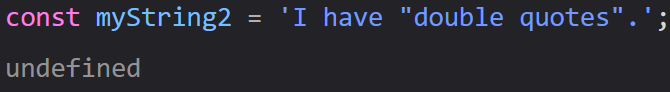 const myString2 = 'I have "double quotes".';
undefined